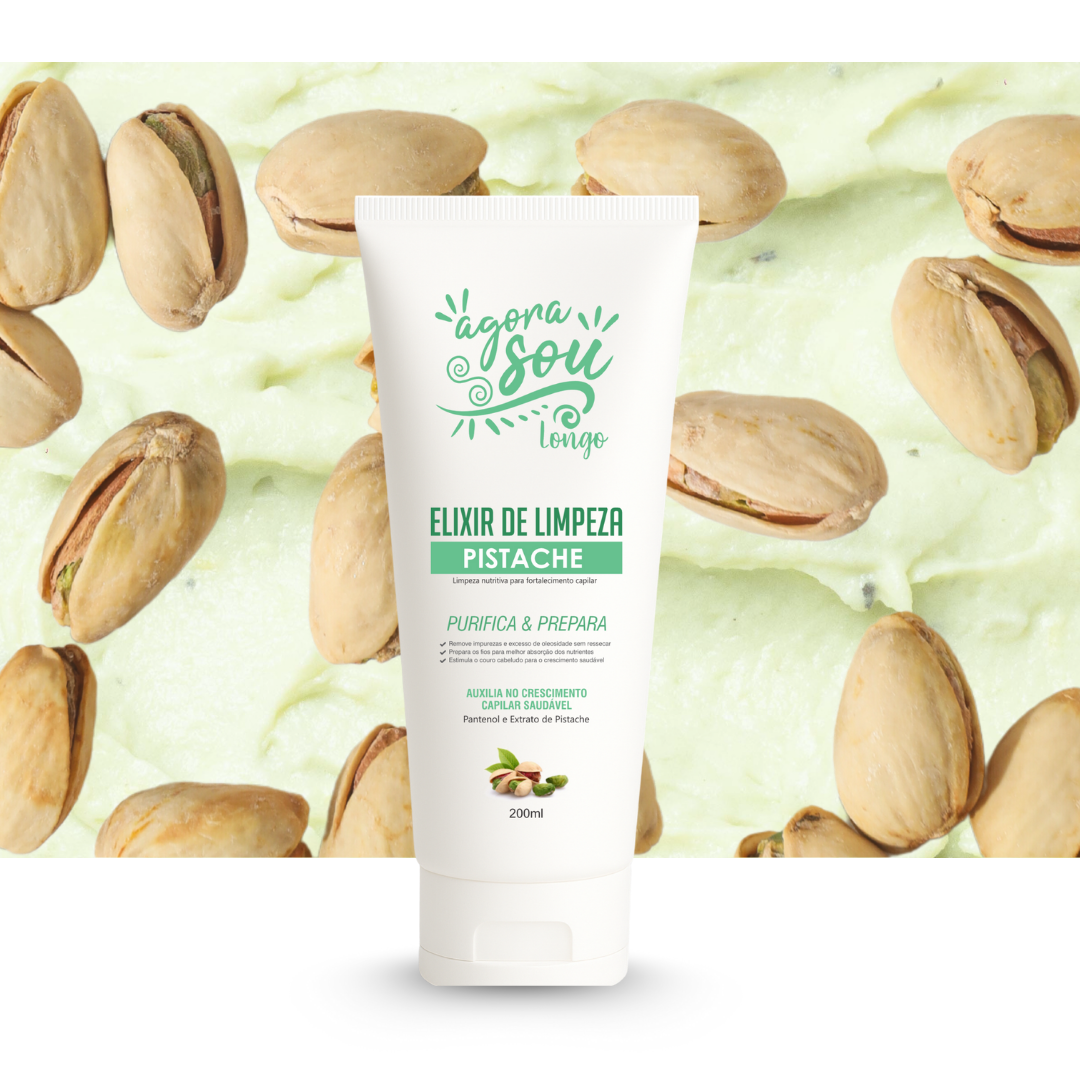 agora
sou
Longo
ELIXIR DE LIMPEZA
PISTACHE
Limpeza nutritiva para fortalecimento capilar
PURIFICA & PREPARA
Remove impurezas e excesso de oleosidade sem ressecar
Prepara os fios para melhor absorção dos nutrientes
Estimula o couro cabeludo para o crescimento saudável
AUXILIA NO CRESCIMENTO
CAPILAR SAUDÁVEL
Pantenol e Extrato de Pistache
200ml